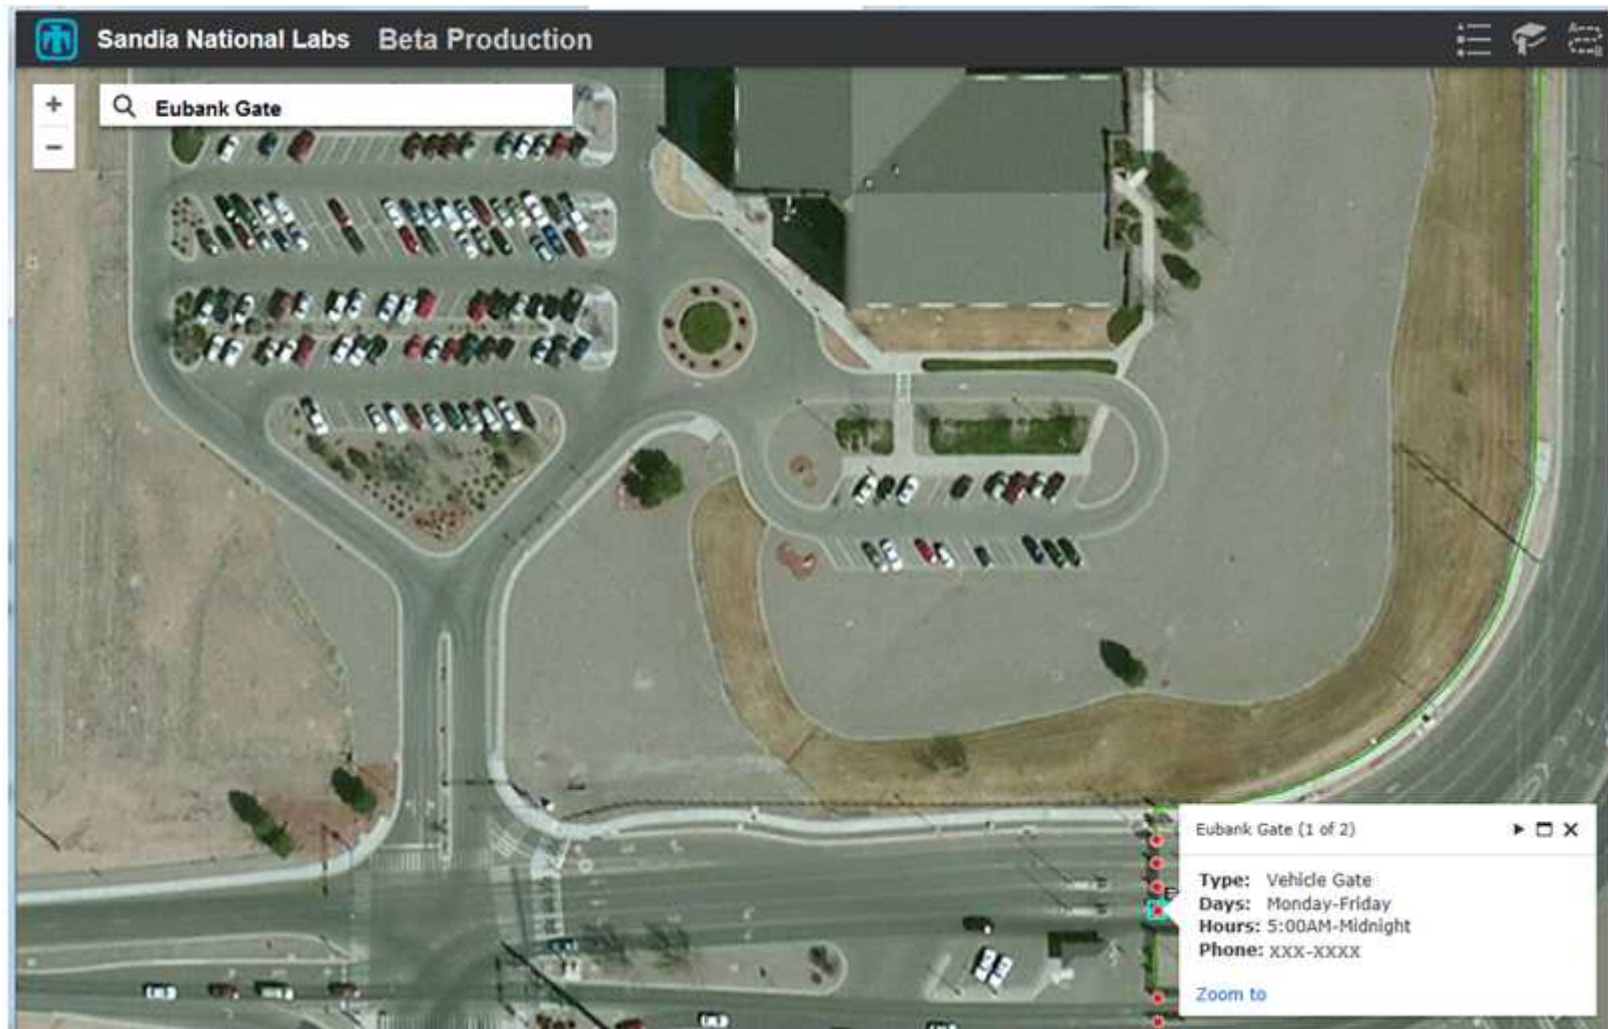 Sandia National Labs Beta Production
+
Eubank Gate
−
Eubank Gate (1 of 2)
Type: Vehicle Gate
Days: Monday-Friday
Hours: 5:00AM-Midnight
Phone: XXX-XXXX
Zoom to